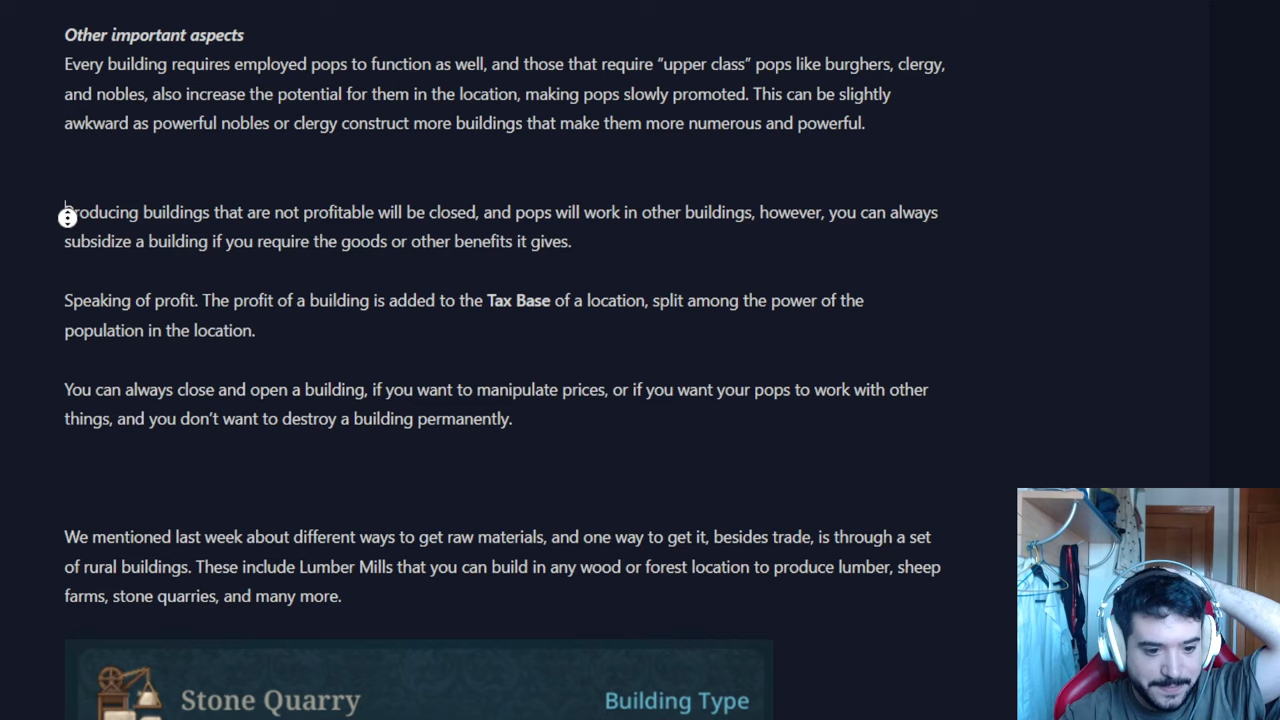 Other important aspects
Every building requires employed pops to function as well, and those that require “upper class” pops like burghers, clergy,
and nobles, also increase the potential for them in the location, making pops slowly promoted. This can be slightly
awkward as powerful nobles or clergy construct more buildings that make them more numerous and powerful.
Producing buildings that are not profitable will be closed, and pops will work in other buildings, however, you can always
subsidize a building if you require the goods or other benefits it gives.
Speaking of profit. The profit of a building is added to the Tax Base of a location, split among the power of the
population in the location.
You can always close and open a building, if you want to manipulate prices, or if you want your pops to work with other
things, and you don’t want to destroy a building permanently.
We mentioned last week about different ways to get raw materials, and one way to get it, besides trade, is through a set
of rural buildings. These include Lumber Mills that you can build in any wood or forest location to produce lumber, sheep
farms, stone quarries, and many more.
Stone Quarry Building Type